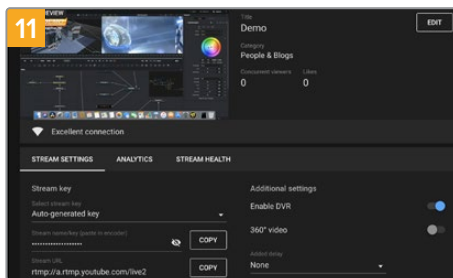 11
REVIEW
Title
Demo
EDIT
Category
People & Blogs
Concurrent viewers
Likes
0
0
Excellent connection
STREAM SETTINGS
ANALYTICS
STREAM HEALTH
Stream key
Select stream key
Auto-generated key
Stream name/key (paste in encoder)
COPY
Stream URL
rtmp://a.rtmp.youtube.com/live2
COPY
Additional settings
Enable DVR
360° video
Added delay
None